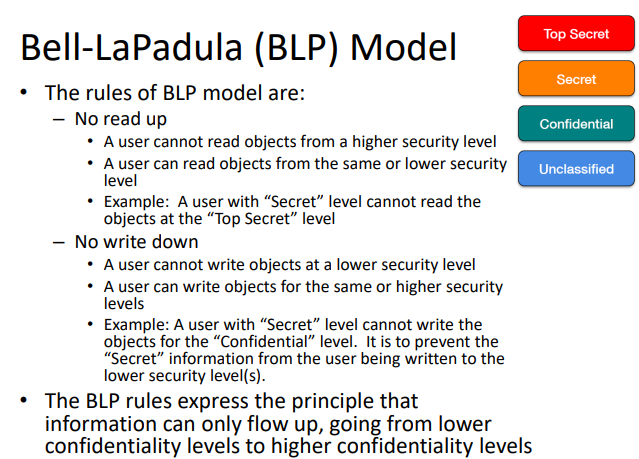 Bell-LaPadula (BLP) Model
Top Secret
Secret
Confidential
Unclassified
• The rules of BLP model are:
– No read up
• A user cannot read objects from a higher security level
• A user can read objects from the same or lower security
level
• Example: A user with “Secret” level cannot read the
objects at the “Top Secret” level
– No write down
• A user cannot write objects at a lower security level
• A user can write objects for the same or higher security
levels
• Example: A user with “Secret” level cannot write the
objects for the “Confidential” level. It is to prevent the
“Secret” information from the user being written to the
lower security level(s).
• The BLP rules express the principle that
information can only flow up, going from lower
confidentiality levels to higher confidentiality levels